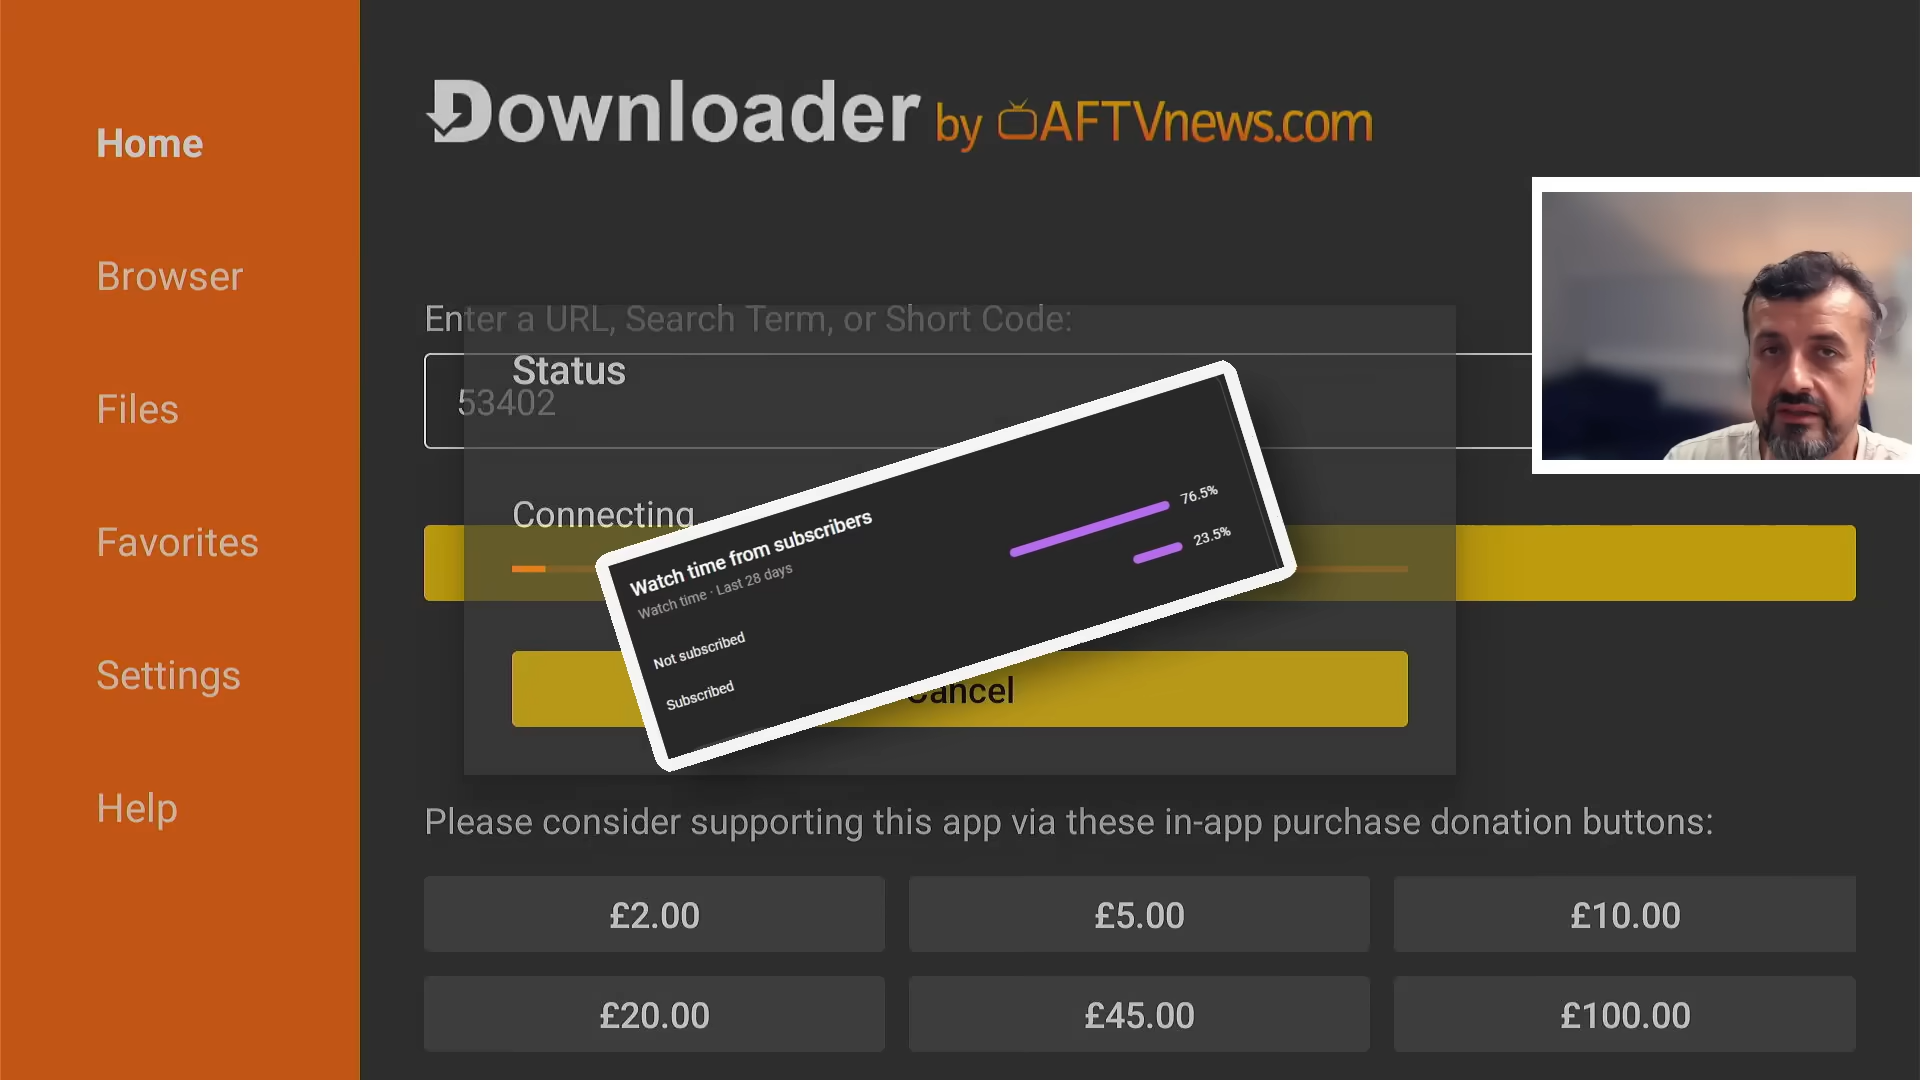 Home
Browser
Files
Favorites
Settings
Help
Downloader by AFTVnews.com
Enter a URL, Search Term, or Short Code:
53402
Status
Connecting
Cancel
Watch time from subscribers
Watch time · Last 28 days
Not subscribed 76.5%
Subscribed 23.5%
Please consider supporting this app via these in-app purchase donation buttons:
£2.00 £5.00 £10.00
£20.00 £45.00 £100.00